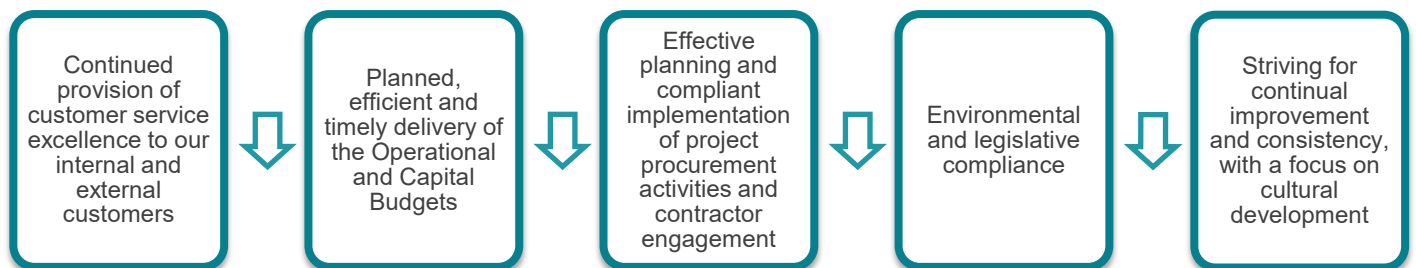 Continued
provision of
customer service
excellence to our
internal and
external
customers
Planned,
efficient and
timely delivery of
the Operational
and Capital
Budgets
Effective
planning and
compliant
implementation
of project
procurement
activities and
contractor
engagement
Environmental
and legislative
compliance
Striving for
continual
improvement
and consistency,
with a focus on
cultural
development